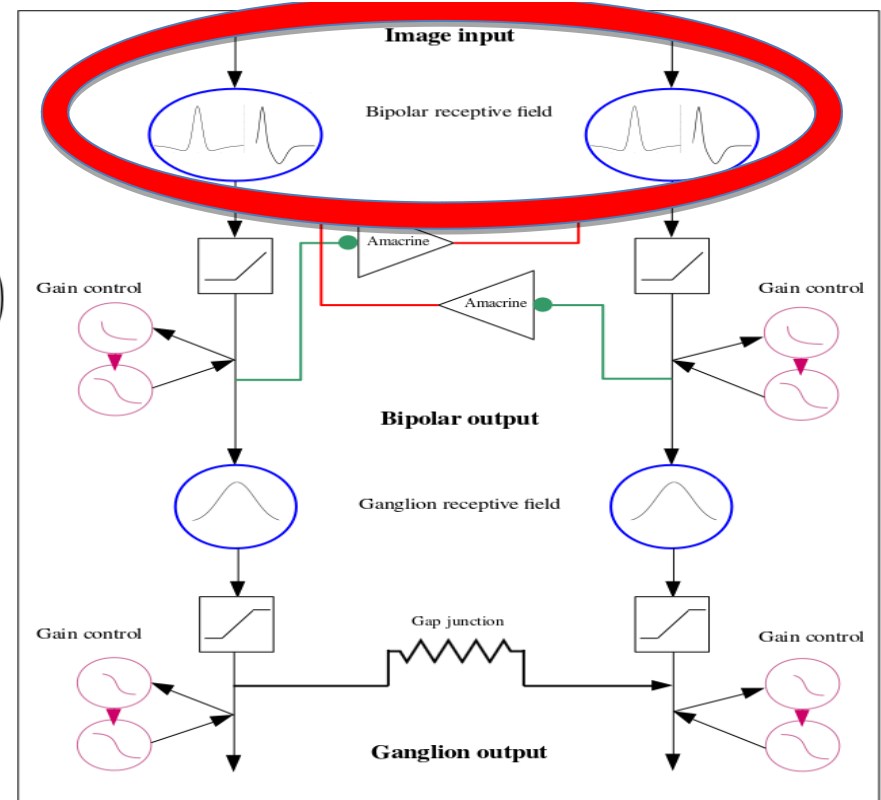 Image input
Bipolar receptive field
Amacrine
Gain control
Gain control
Amacrine
Bipolar output
Ganglion receptive field
Gap junction
Gain control
Gain control
Ganglion output